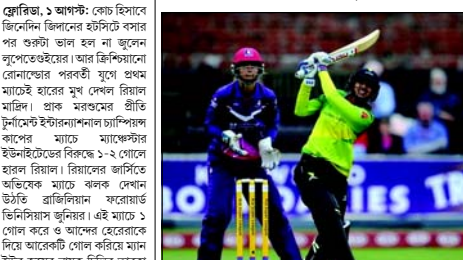 ফ্লোরিডা, ১ আগস্ট: কোচ হিসাবে
জিনেদিন জিদানের হটসিটে বসার
পর শুরুটা ভাল হল না জুলেন
লুপেতেগুইয়ের। আর ক্রিশ্চিয়ানো
রোনাল্ডোর পরবর্তী যুগে প্রথম
ম্যাচেই হারের মুখ দেখল রিয়াল
মাদ্রিদ। প্রাক মরশুমের প্রীতি
টুর্নামেন্ট ইন্টারন্যাশনাল চ্যাম্পিয়ন্স
কাপের ম্যাচে ম্যাঞ্চেস্টার
ইউনাইটেডের বিরুদ্ধে ১-২ গোলে
হারল রিয়াল। রিয়ালের জার্সিতে
অভিষেক ম্যাচে ঝলক দেখান
উঠতি ব্রাজিলিয়ান ফরোয়ার্ড
ভিনিসিয়াস জুনিয়র। এই ম্যাচে ১
গোল করে ও আন্দের হেরেরাকে
দিয়ে আরেকটি গোল করিয়ে ম্যান